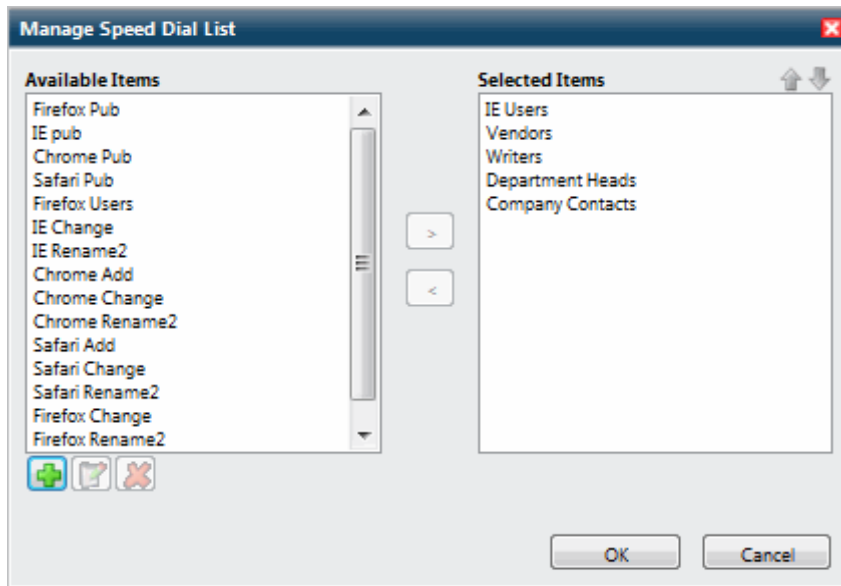 Manage Speed Dial List
Available Items
Firefox Pub
IE pub
Chrome Pub
Safari Pub
Firefox Users
IE Change
IE Rename2
Chrome Add
Chrome Change
Chrome Rename2
Safari Add
Safari Change
Safari Rename2
Firefox Change
Firefox Rename2
>
<
Selected Items
IE Users
Vendors
Writers
Department Heads
Company Contacts
OK
Cancel